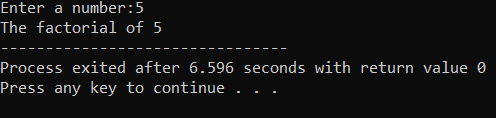 Enter a number:5
The factorial of 5
--------------------------------
Process exited after 6.596 seconds with return value 0
Press any key to continue . . .